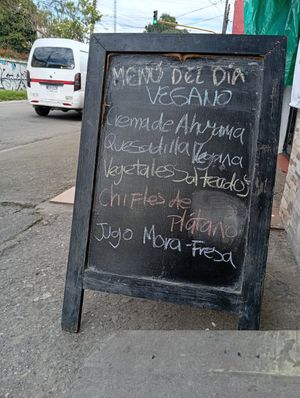 MENÚ DEL DÍA
VEGANO
Crema de Ahuyama
Quesadilla Vegana
Vegetales Salteados
Chifles de
Plátano
Jugo Mora-Fresa